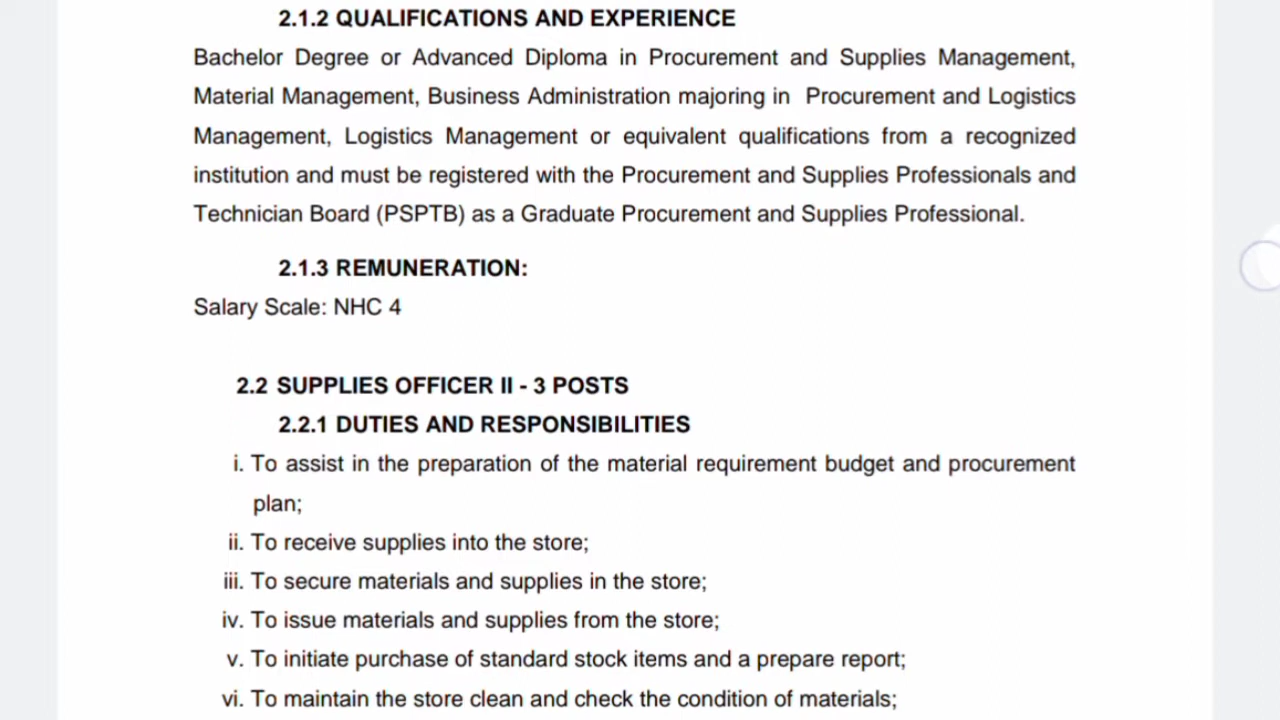 2.1.2 QUALIFICATIONS AND EXPERIENCE
Bachelor Degree or Advanced Diploma in Procurement and Supplies Management,
Material Management, Business Administration majoring in Procurement and Logistics
Management, Logistics Management or equivalent qualifications from a recognized
institution and must be registered with the Procurement and Supplies Professionals and
Technician Board (PSPTB) as a Graduate Procurement and Supplies Professional.
2.1.3 REMUNERATION:
Salary Scale: NHC 4
2.2 SUPPLIES OFFICER II - 3 POSTS
2.2.1 DUTIES AND RESPONSIBILITIES
i. To assist in the preparation of the material requirement budget and procurement
plan;
ii. To receive supplies into the store;
iii. To secure materials and supplies in the store;
iv. To issue materials and supplies from the store;
v. To initiate purchase of standard stock items and a prepare report;
vi. To maintain the store clean and check the condition of materials;